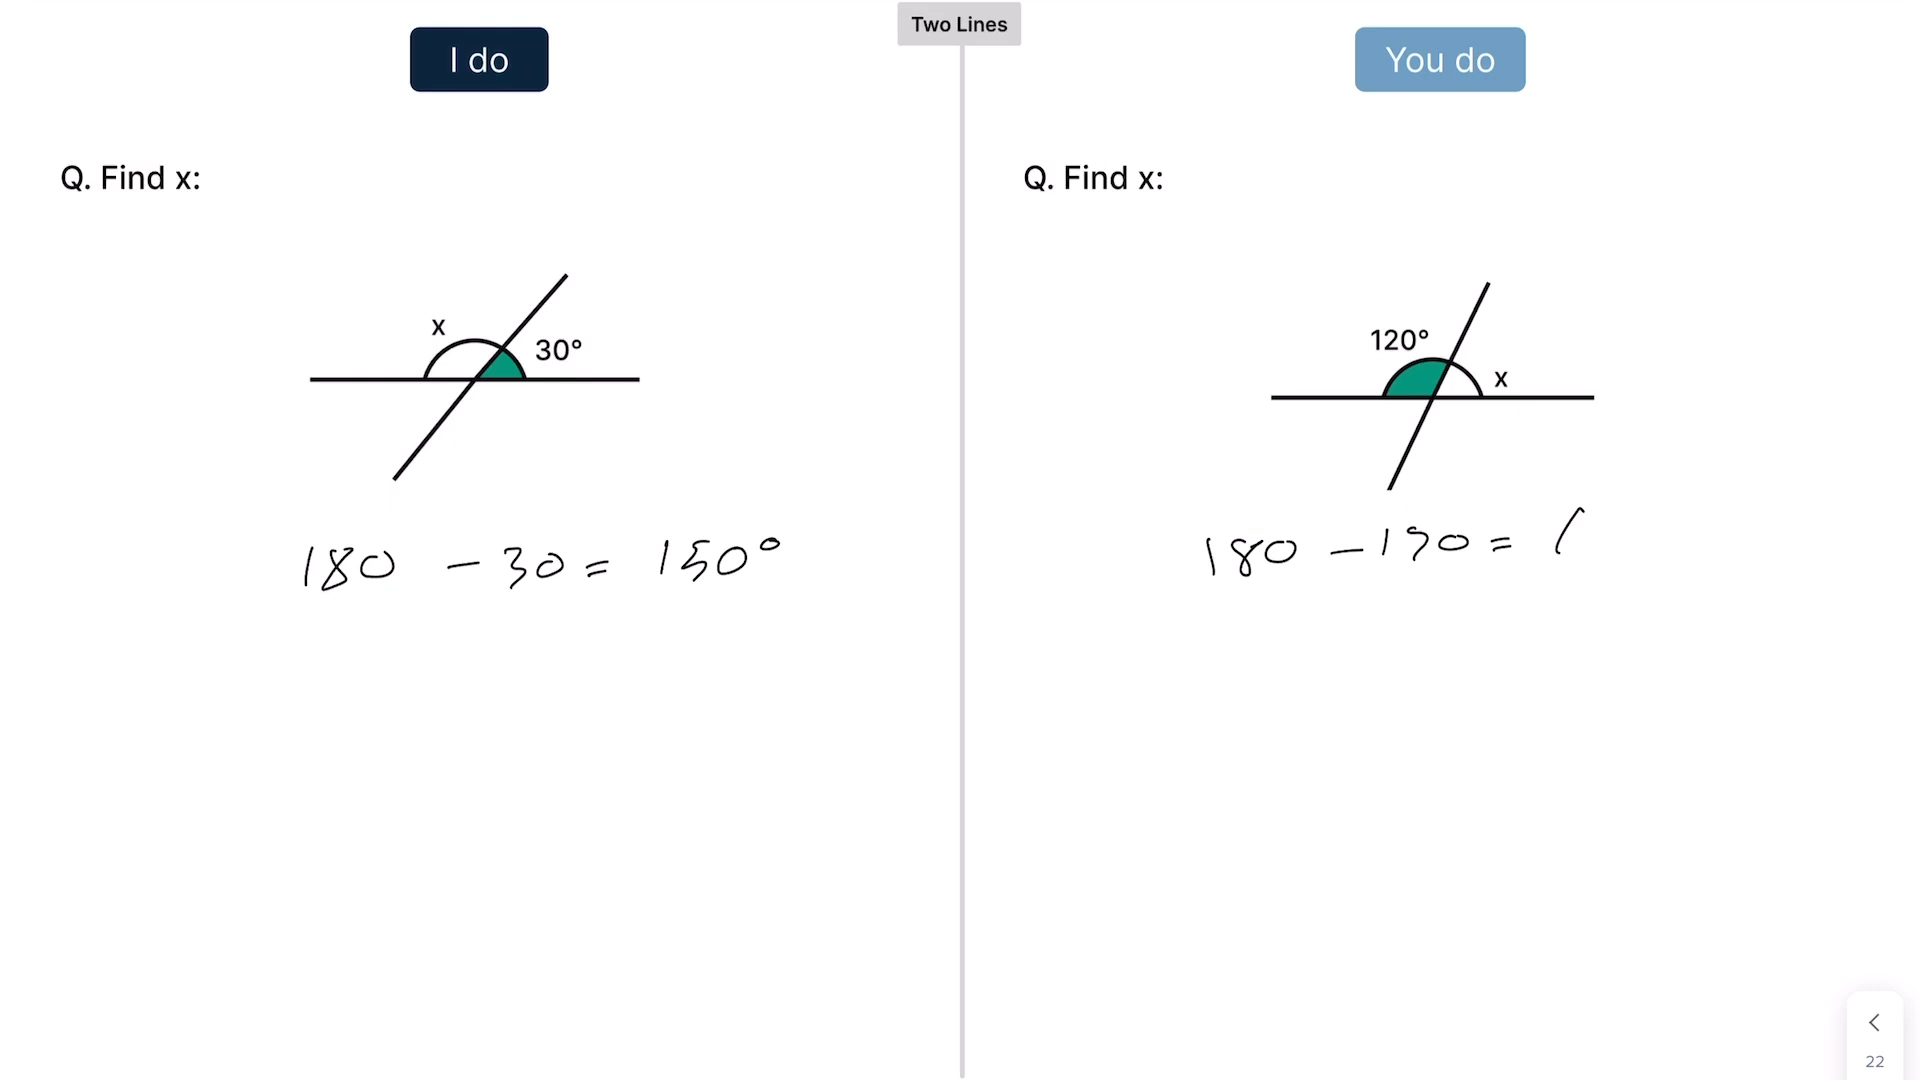 Two Lines
I do
Q. Find x:
x
30°
180 - 30 = 150°
You do
Q. Find x:
120°
x
180 - 120 = (
22